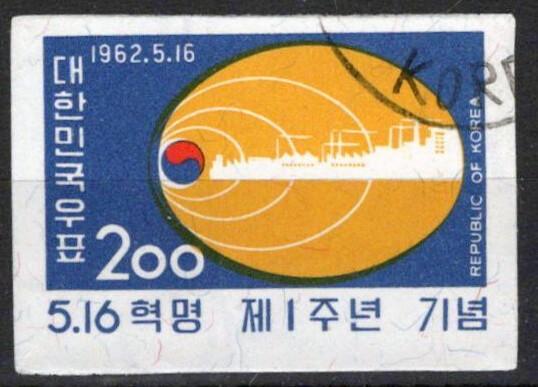 1962.5.16
대한민국우표
200
REPUBLIC OF KOREA
KORE
5.16 혁명 제1주년 기념